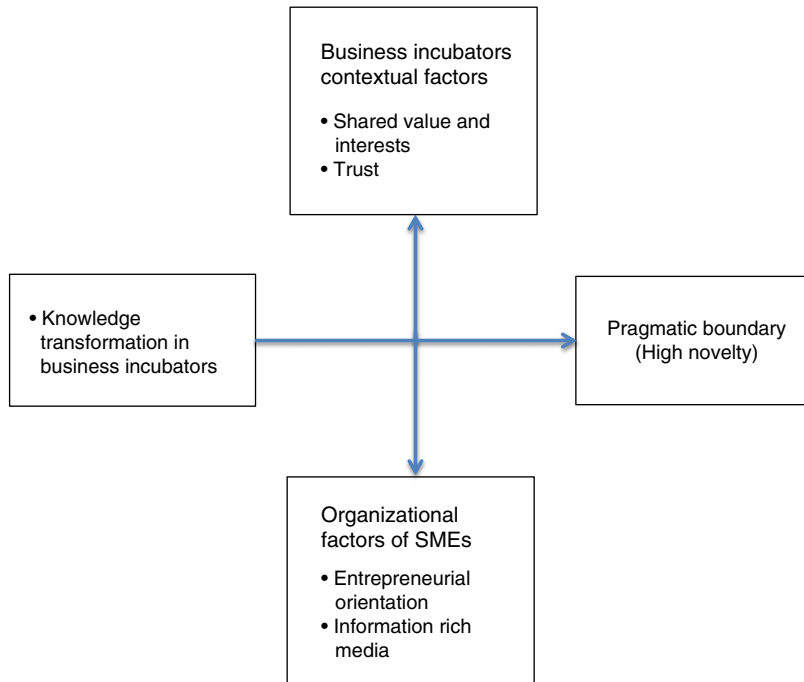 Business incubators
contextual factors
• Shared value and
interests
• Trust
• Knowledge
transformation in
business incubators
Pragmatic boundary
(High novelty)
Organizational
factors of SMEs
• Entrepreneurial
orientation
• Information rich
media